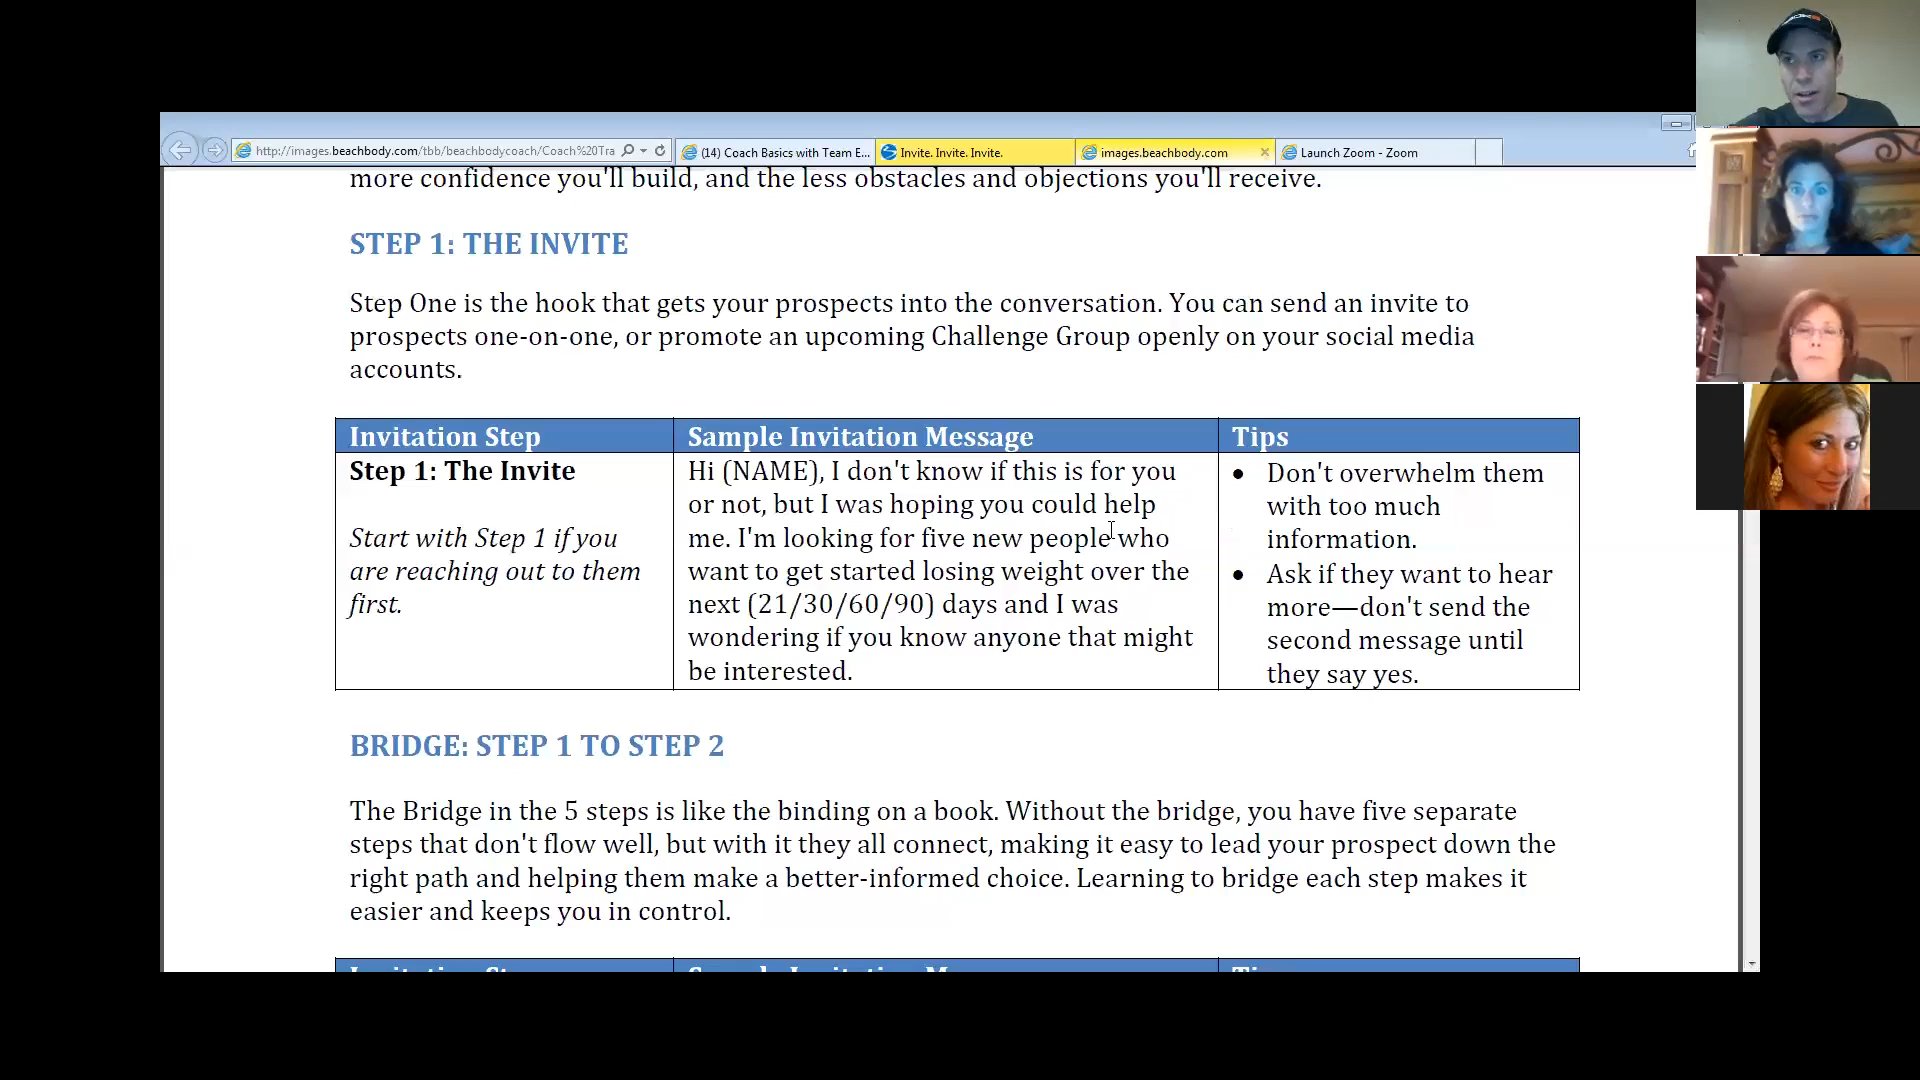 http://images.beachbody.com/tbb/beachbodycoach/Coach%20Tra
(14) Coach Basics with Team E...
Invite. Invite. Invite.
images.beachbody.com
Launch Zoom - Zoom
more confidence you'll build, and the less obstacles and objections you'll receive.
STEP 1: THE INVITE
Step One is the hook that gets your prospects into the conversation. You can send an invite to
prospects one-on-one, or promote an upcoming Challenge Group openly on your social media
accounts.
Invitation Step
Sample Invitation Message
Tips
Step 1: The Invite
Start with Step 1 if you
are reaching out to them
first.
Hi (NAME), I don't know if this is for you
or not, but I was hoping you could help
me. I'm looking for five new people who
want to get started losing weight over the
next (21/30/60/90) days and I was
wondering if you know anyone that might
be interested.
• Don't overwhelm them
with too much
information.
• Ask if they want to hear
more—don't send the
second message until
they say yes.
BRIDGE: STEP 1 TO STEP 2
The Bridge in the 5 steps is like the binding on a book. Without the bridge, you have five separate
steps that don't flow well, but with it they all connect, making it easy to lead your prospect down the
right path and helping them make a better-informed choice. Learning to bridge each step makes it
easier and keeps you in control.